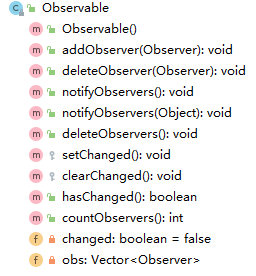 Observable
Observable()
addObserver(Observer): void
deleteObserver(Observer): void
notifyObservers(): void
notifyObservers(Object): void
deleteObservers(): void
setChanged(): void
clearChanged(): void
hasChanged(): boolean
countObservers(): int
changed: boolean = false
obs: Vector<Observer>